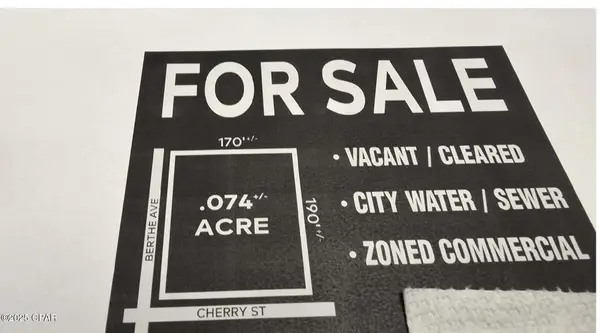 FOR SALE
170'+/-
.074+/-
ACRE
190'+/-
BERTHE AVE
CHERRY ST
• VACANT / CLEARED
• CITY WATER / SEWER
• ZONED COMMERCIAL
©2025 CPAR